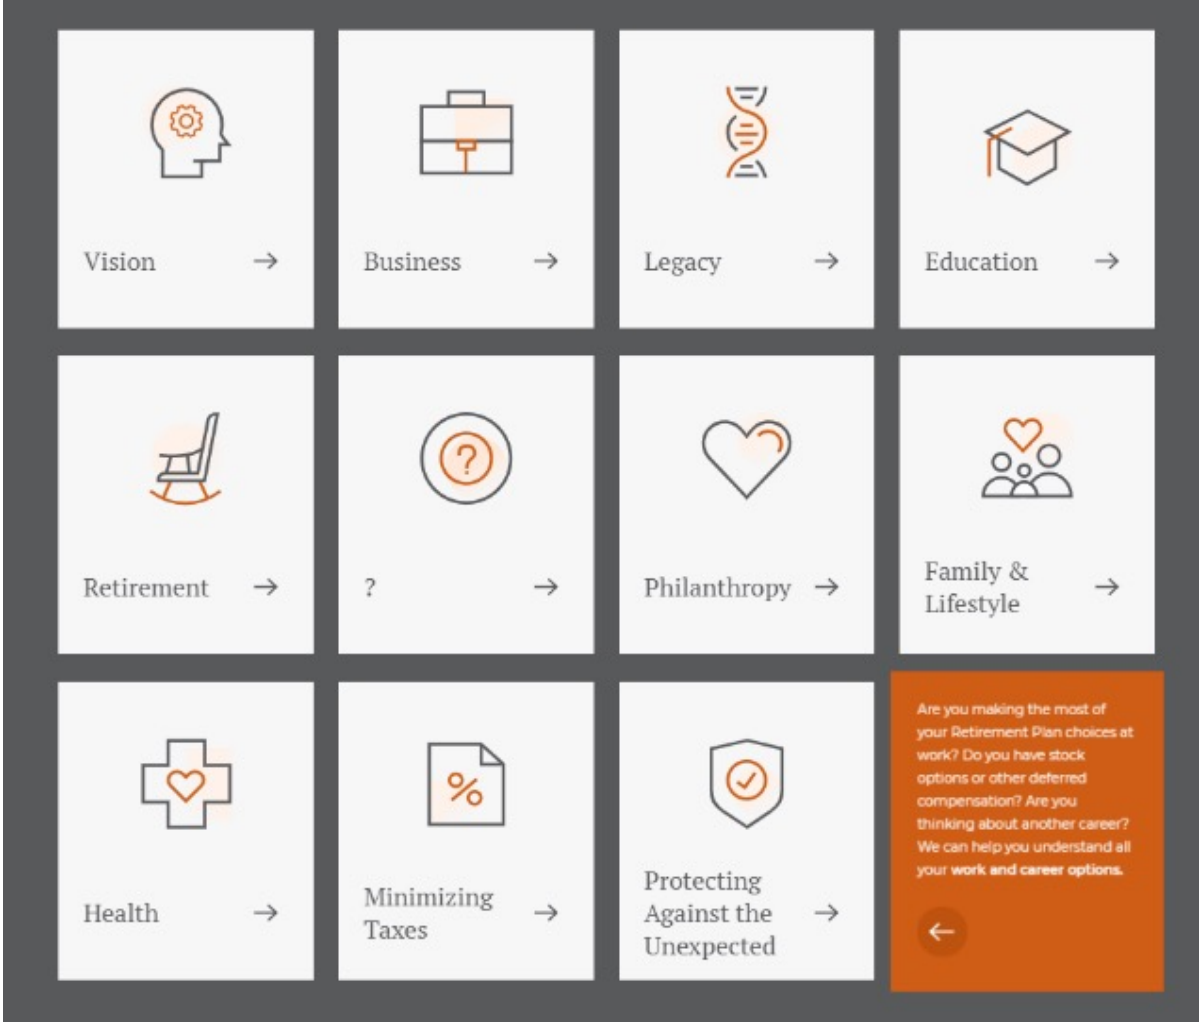 Vision
Business
Legacy
Education
Retirement
?
?
Philanthropy
Family &
Lifestyle
Health
%
Minimizing
Taxes
Protecting
Against the
Unexpected
Are you making the most of
your Retirement Plan choices at
work? Do you have stock
options or other deferred
compensation? Are you
thinking about another career?
We can help you understand all
your work and career options.